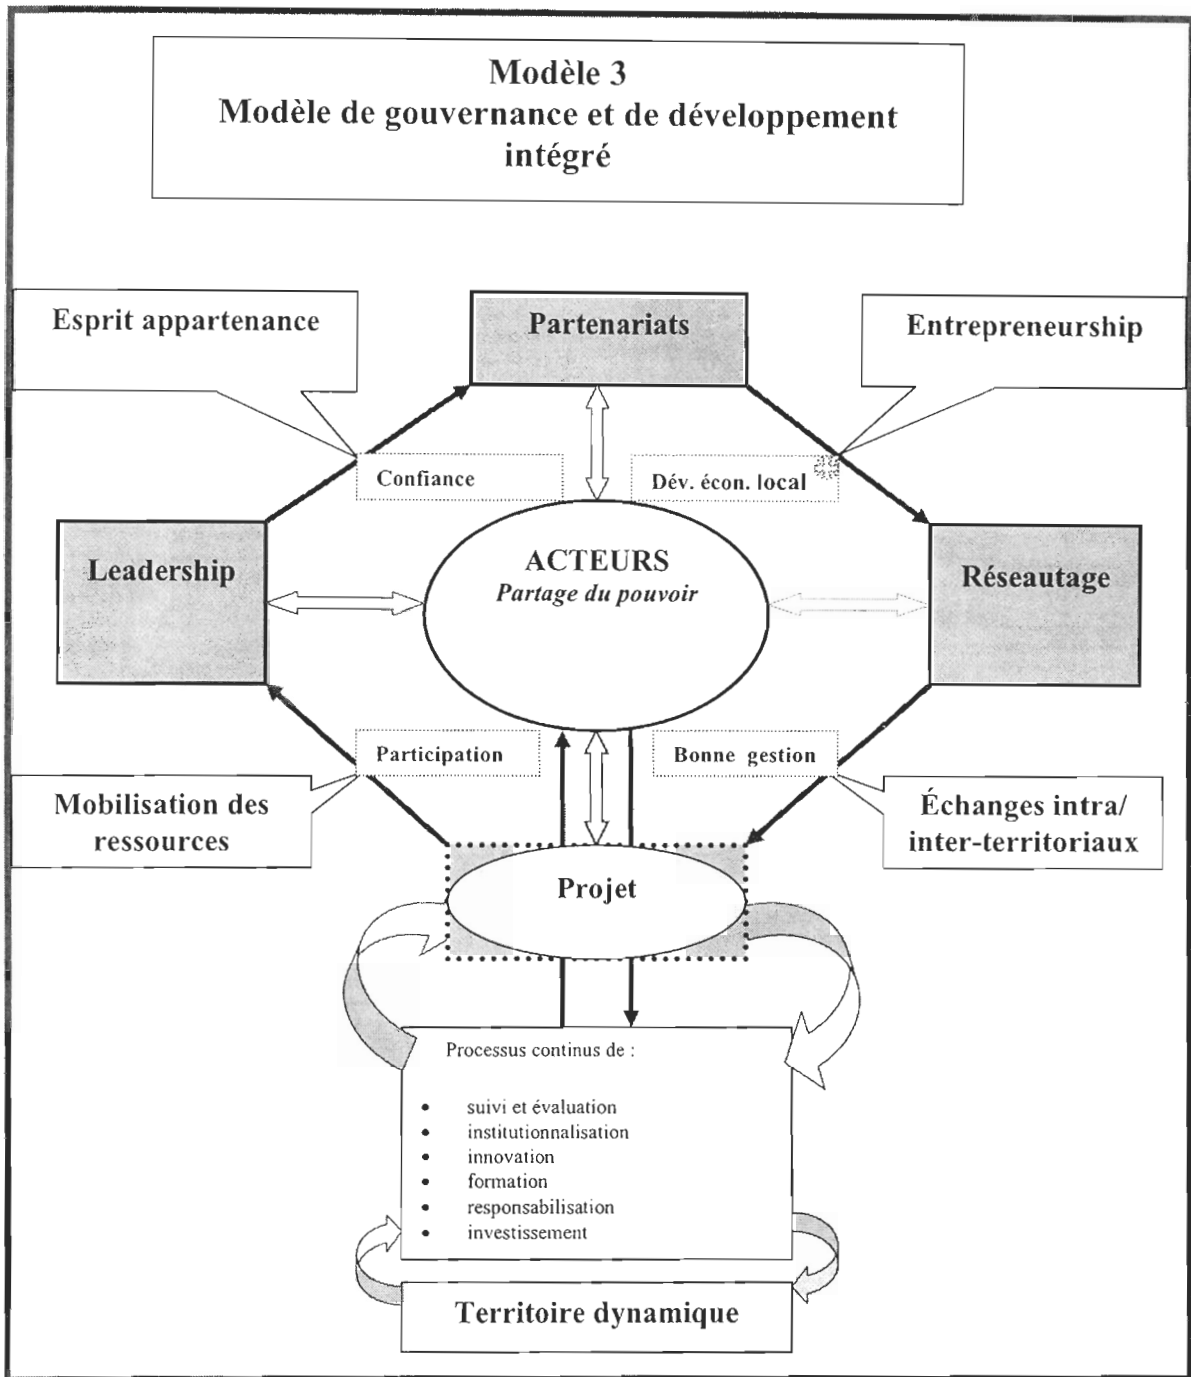 Modèle 3
Modèle de gouvernance et de développement
intégré
Esprit appartenance
Partenariats
Entrepreneurship
Confiance
Dév. écon. local
Leadership
ACTEURS
Partage du pouvoir
Réseautage
Participation
Bonne gestion
Mobilisation des
ressources
Échanges intra/
inter-territoriaux
Projet
Processus continus de :
• suivi et évaluation
• institutionnalisation
• innovation
• formation
• responsabilisation
• investissement
Territoire dynamique